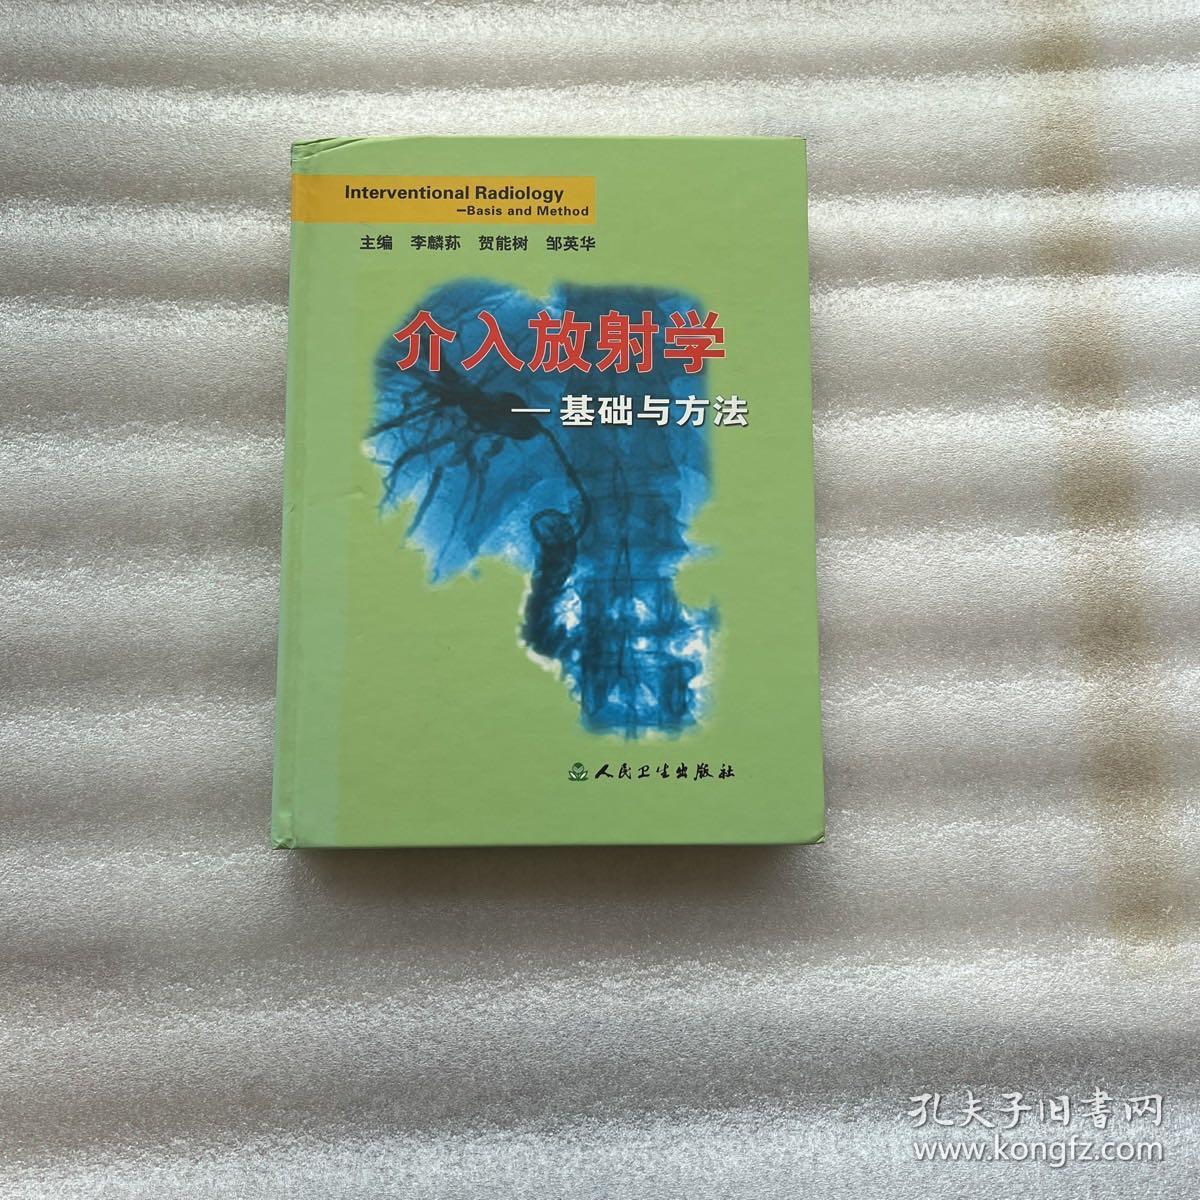 Interventional Radiology
—Basis and Method
主编 李麟荪 贺能树 邹英华
介入放射学
—基础与方法
人民卫生出版社
孔夫子旧书网
www.kongfz.com